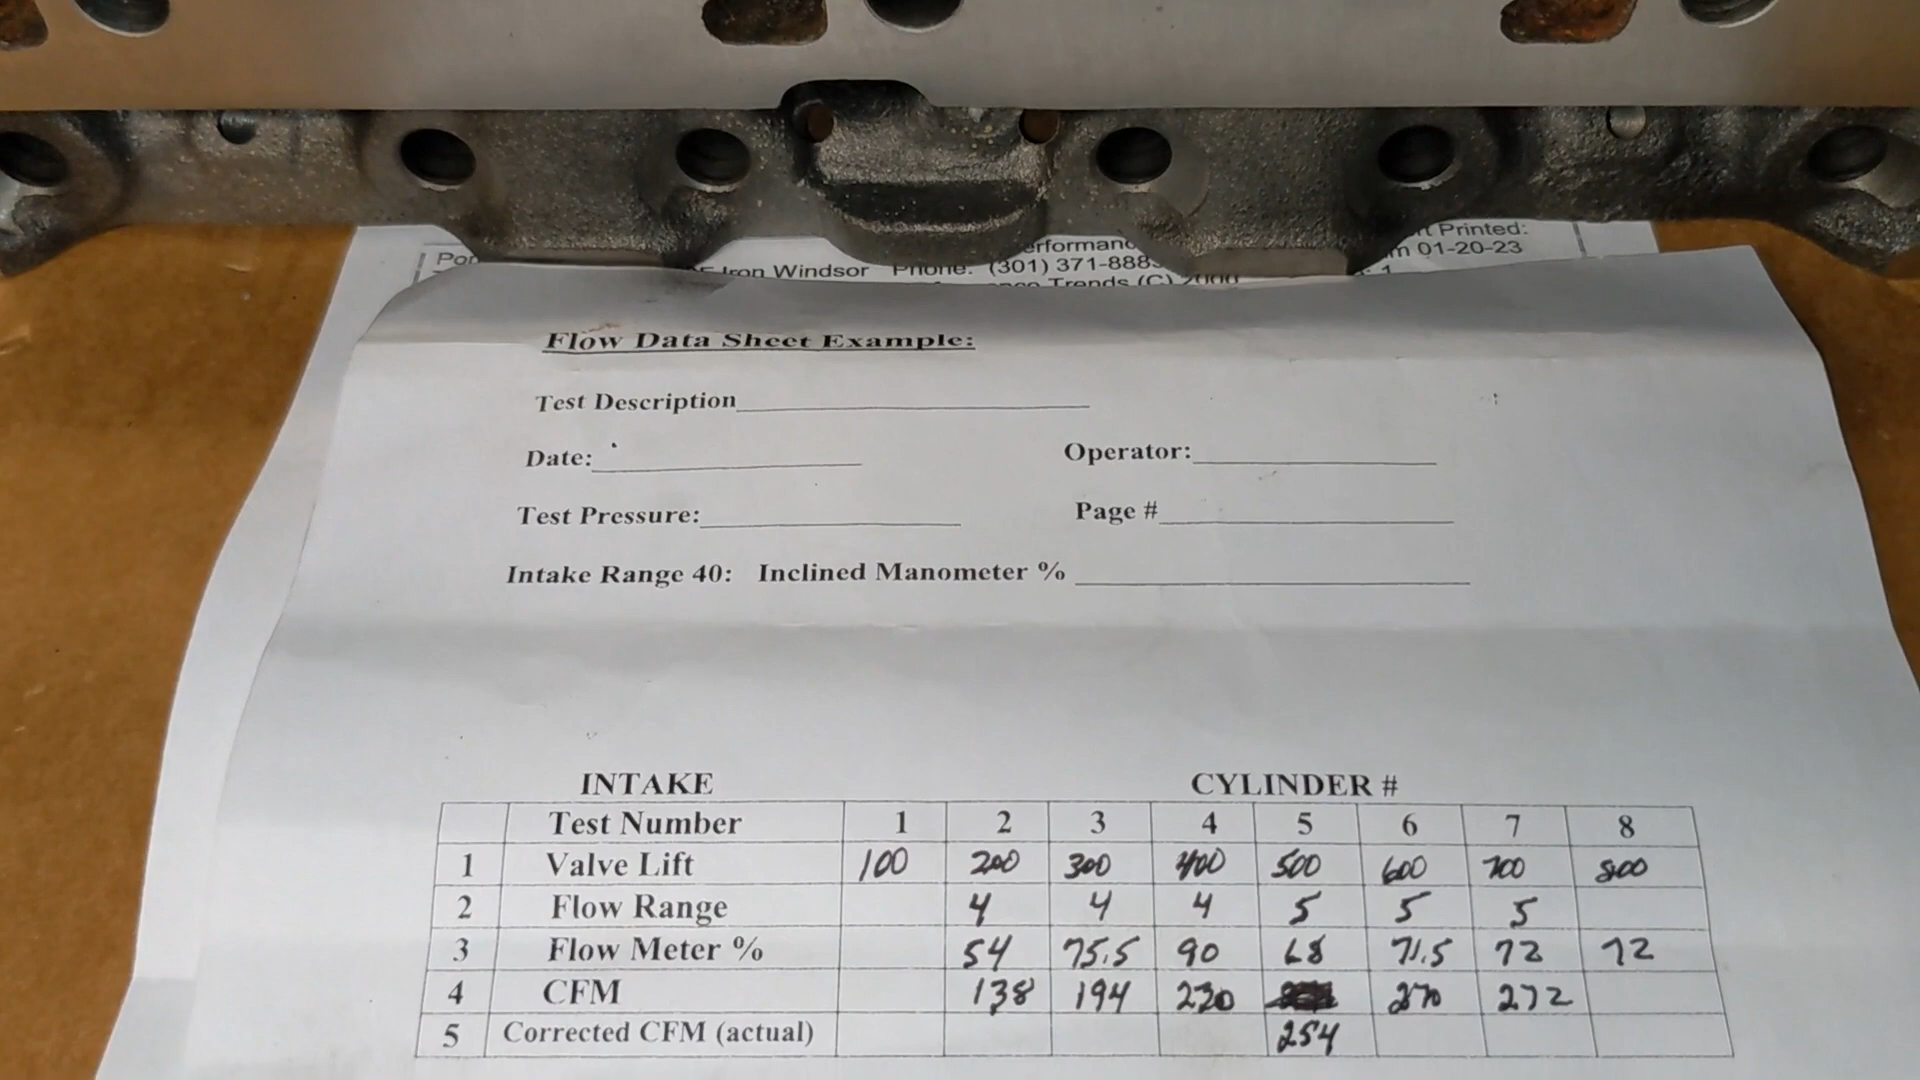 Iron Windsor Phone: (301) 371-888
Printed:
01-20-23
Trends (C) 2000
1
Flow Data Sheet Example:
Test Description
Date:
Operator:
Test Pressure:
Page #
Intake Range 40: Inclined Manometer %
INTAKE CYLINDER #
Test Number 1 2 3 4 5 6 7 8
1 Valve Lift 100 200 300 400 500 600 700 800
2 Flow Range 4 4 4 5 5 5
3 Flow Meter % 54 75.5 90 68 71.5 72 72
4 CFM 138 194 230 270 272
5 Corrected CFM (actual) 254